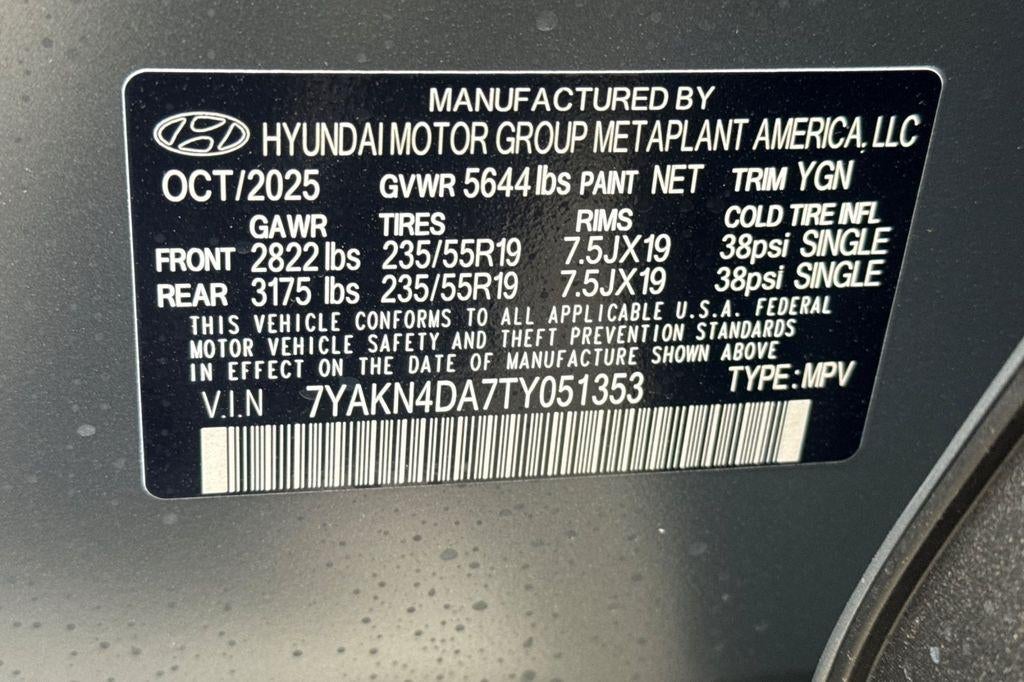 MANUFACTURED BY
HYUNDAI MOTOR GROUP METAPLANT AMERICA, LLC
OCT/2025 GVWR 5644 lbs PAINT NET TRIM YGN
GAWR TIRES RIMS COLD TIRE INFL
FRONT 2822 lbs 235/55R19 7.5JX19 38psi SINGLE
REAR 3175 lbs 235/55R19 7.5JX19 38psi SINGLE
THIS VEHICLE CONFORMS TO ALL APPLICABLE U.S.A. FEDERAL
MOTOR VEHICLE SAFETY AND THEFT PREVENTION STANDARDS
IN EFFECT ON THE DATE OF MANUFACTURE SHOWN ABOVE
V.I.N 7YAKN4DA7TY051353 TYPE: MPV